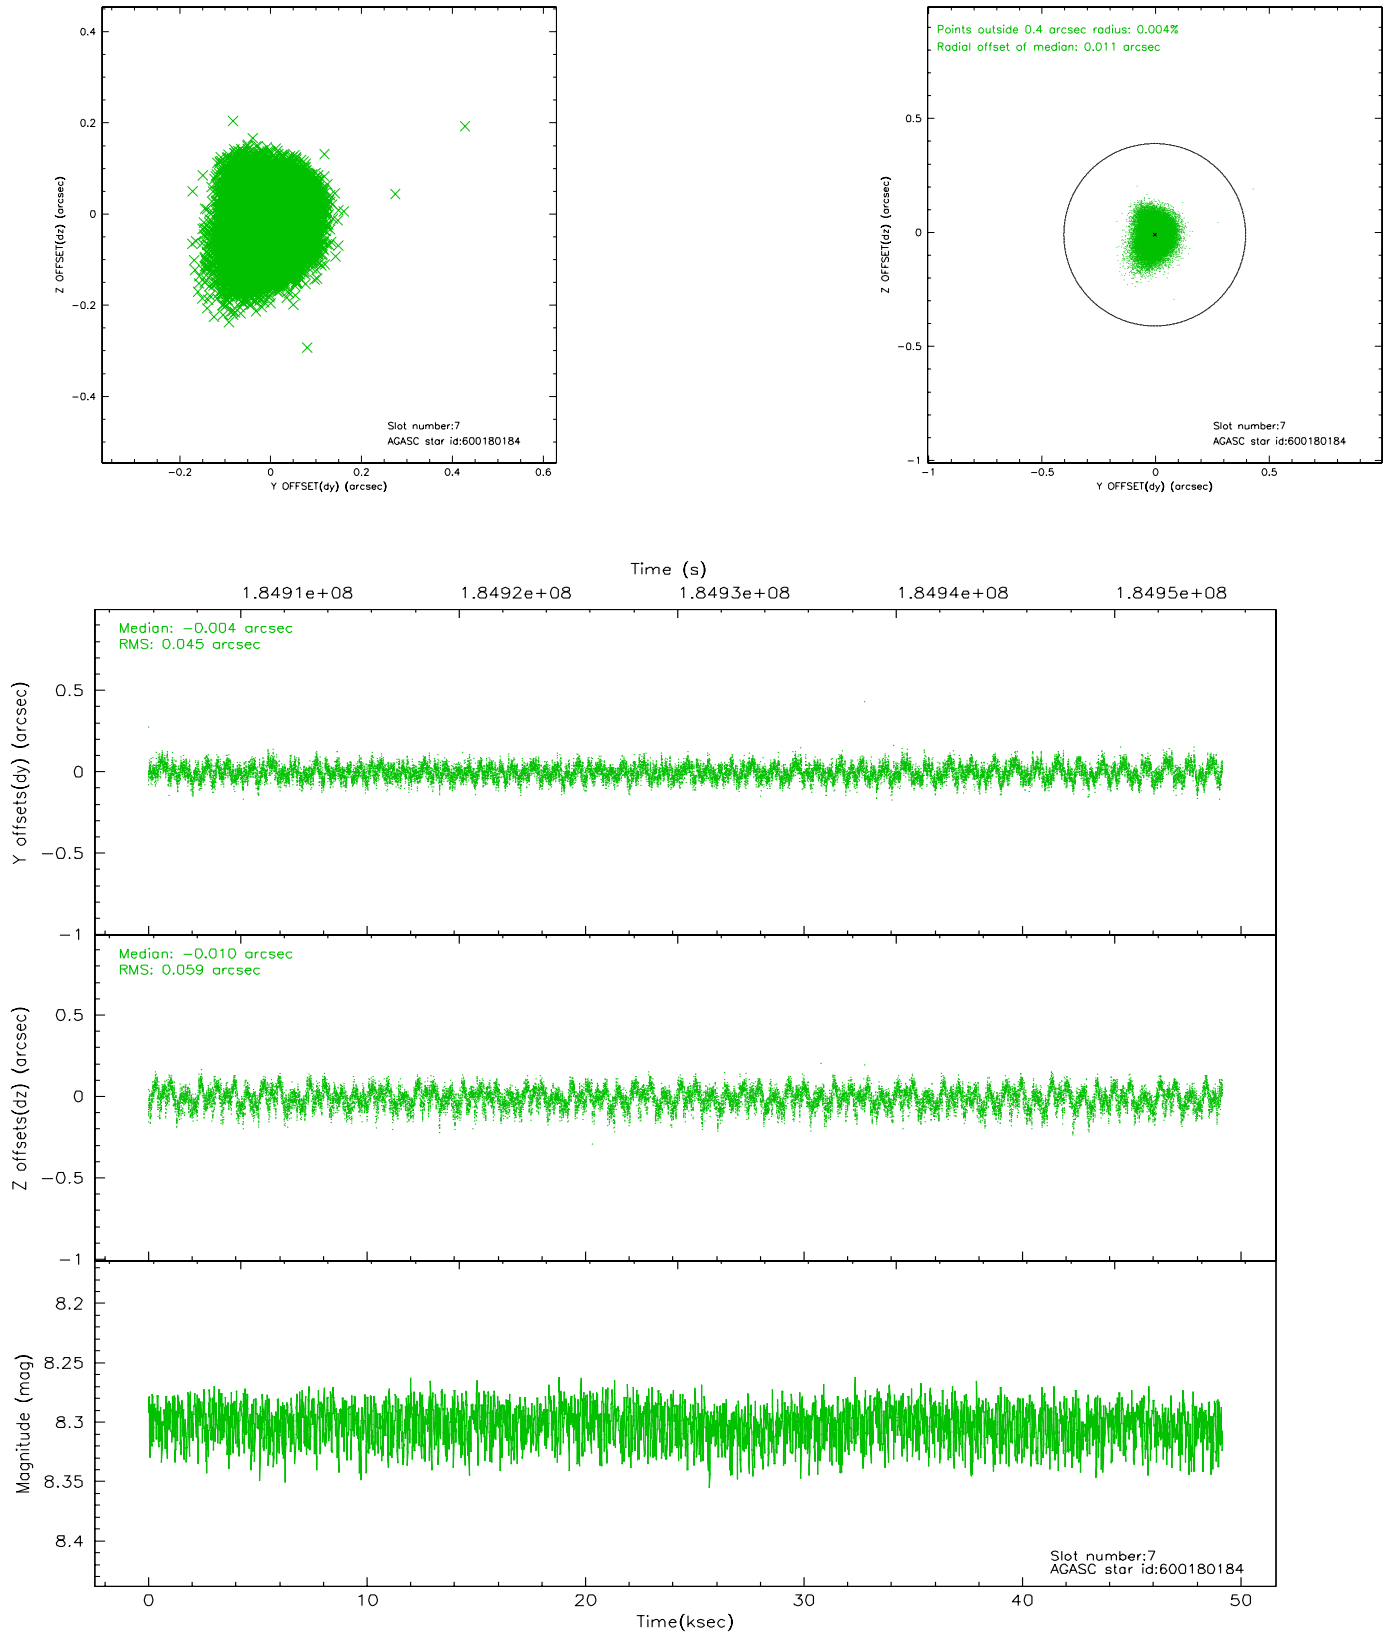 0.4
0.2
0
−0.2
−0.4
Z OFFSET(dz) (arcsec)
Slot number:7
AGASC star id:600180184
−0.2 0 0.2 0.4 0.6
Y OFFSET(dy) (arcsec)
Points outside 0.4 arcsec radius: 0.004%
Radial offset of median: 0.011 arcsec
0.5
0
−0.5
−1
Z OFFSET(dz) (arcsec)
Slot number:7
AGASC star id:600180184
−1 −0.5 0 0.5
Y OFFSET(dy) (arcsec)
Time (s)
1.8491e+08 1.8492e+08 1.8493e+08 1.8494e+08 1.8495e+08
Median: −0.004 arcsec
RMS: 0.045 arcsec
0.5
0
−0.5
−1
Y offsets(dy) (arcsec)
Median: −0.010 arcsec
RMS: 0.059 arcsec
0.5
0
−0.5
−1
Z offsets(dz) (arcsec)
8.2
8.25
8.3
8.35
8.4
Magnitude (mag)
Slot number:7
AGASC star id:600180184
0 10 20 30 40 50
Time(ksec)